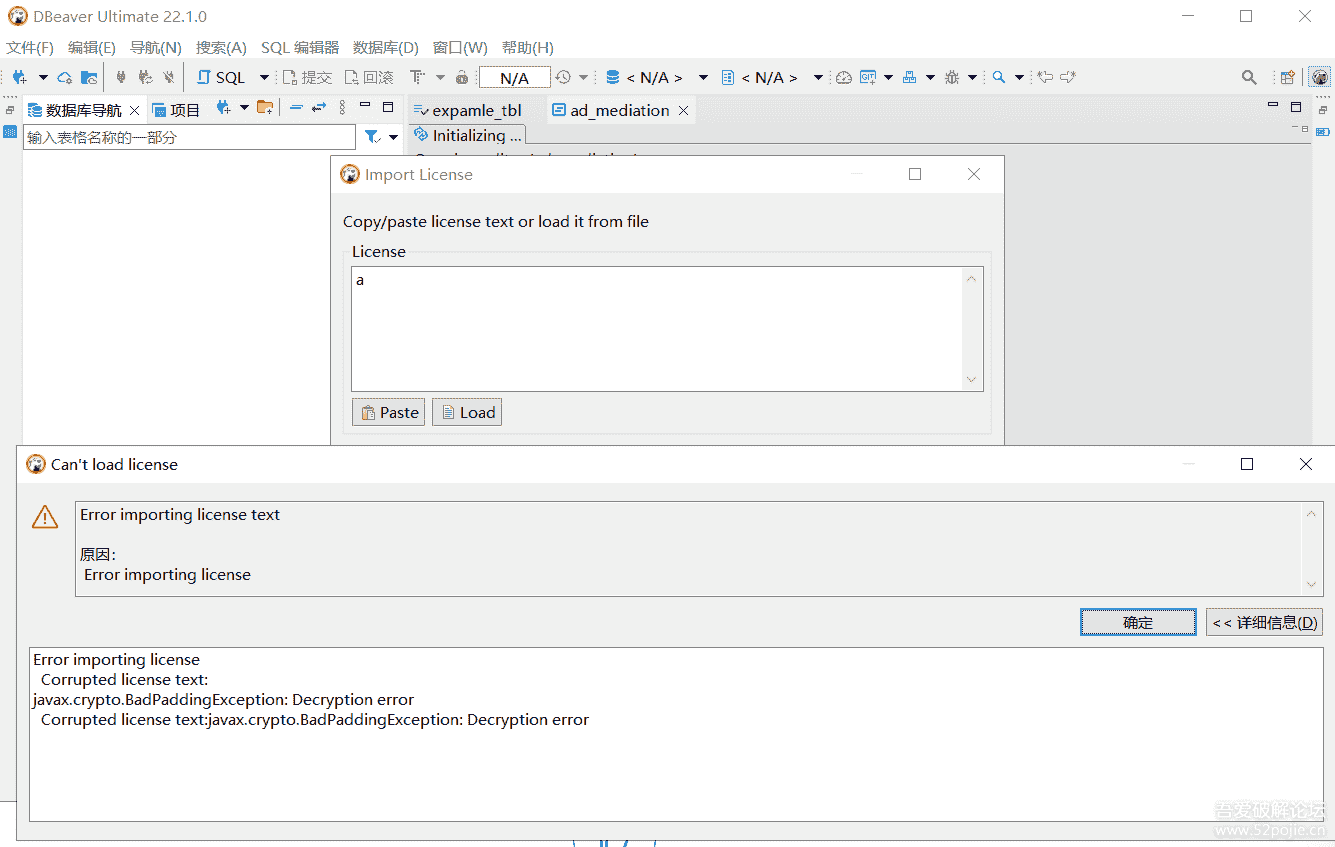 DBeaver Ultimate 22.1.0
文件(F) 编辑(E) 导航(N) 搜索(A) SQL 编辑器 数据库(D) 窗口(W) 帮助(H)
SQL 提交 回滚 N/A < N/A > < N/A >
数据库导航 项目
expamle_tbl ad_mediation
输入表格名称的一部分
Initializing ...
Import License
Copy/paste license text or load it from file
License
a
Paste Load
Can't load license
Error importing license text
原因:
Error importing license
确定 << 详细信息(D)
Error importing license
Corrupted license text:
javax.crypto.BadPaddingException: Decryption error
Corrupted license text:javax.crypto.BadPaddingException: Decryption error
吾爱破解论坛
www.52pojie.cn